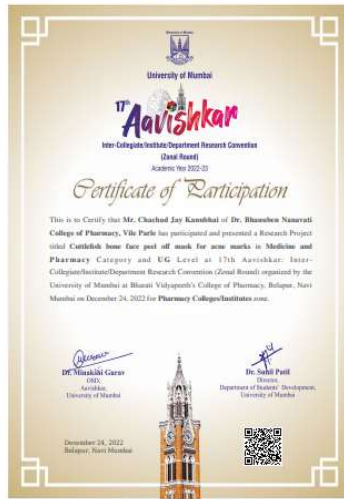 University of Mumbai
17th Aavishkar
Inter-Collegiate/Institute/Department Research Convention
(Zonal Round)
Academic Year 2022-23
Certificate of Participation
This is to Certify that Mr. Chachad Jay Kanubhai of Dr. Bhanuben Nanavati
College of Pharmacy, Vile Parle has participated and presented a Research Project
titled Cuttlefish bone face peel off mask for acne marks in Medicine and
Pharmacy Category and UG Level at 17th Aavishkar: Inter-
Collegiate/Institute/Department Research Convention (Zonal Round) organized by the
University of Mumbai at Bharati Vidyapeeth's College of Pharmacy, Belapur, Navi
Mumbai on December 24, 2022 for Pharmacy Colleges/Institutes zone.
Dr. Minakshi Gurav
OSD,
Aavishkar,
University of Mumbai
Dr. Sunil Patil
Director,
Department of Students' Development,
University of Mumbai
December 24, 2022
Belapur, Navi Mumbai